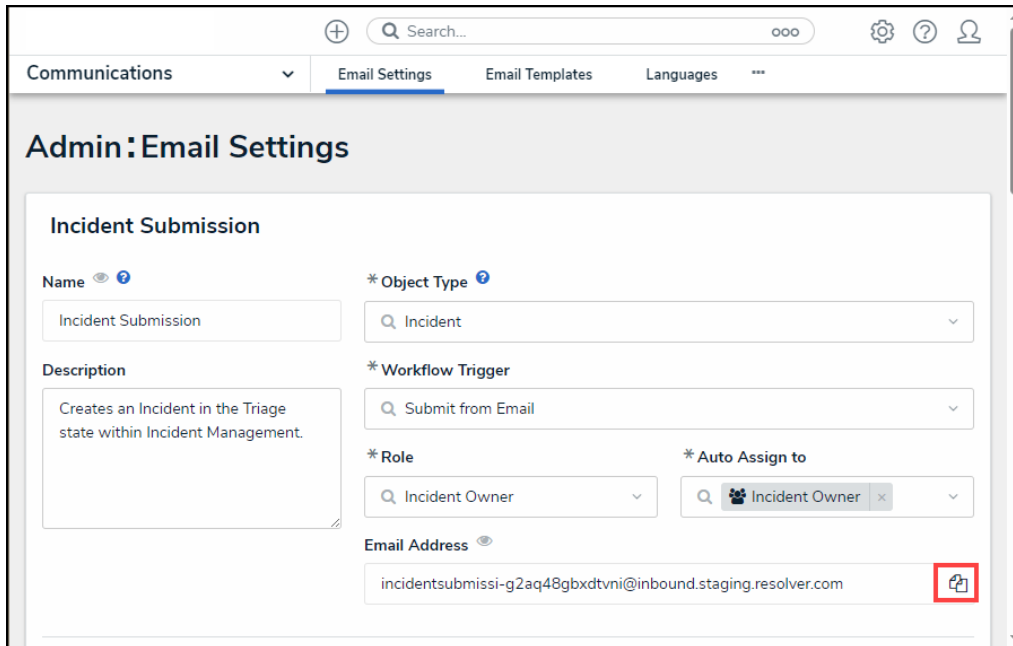 Search...
Communications
Email Settings
Email Templates
Languages
Admin:Email Settings
Incident Submission
Name
Incident Submission
Description
Creates an Incident in the Triage
state within Incident Management.
*Object Type
Incident
*Workflow Trigger
Submit from Email
*Role
Incident Owner
*Auto Assign to
Incident Owner
Email Address
incidentsubmissi-g2aq48gbxdtvni@inbound.staging.resolver.com